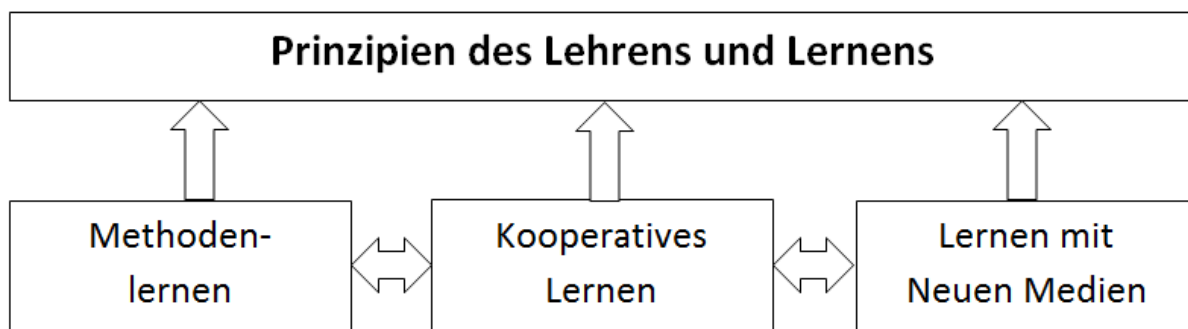 Prinzipien des Lehrens und Lernens
Methoden-
lernen
Kooperatives
Lernen
Lernen mit
Neuen Medien